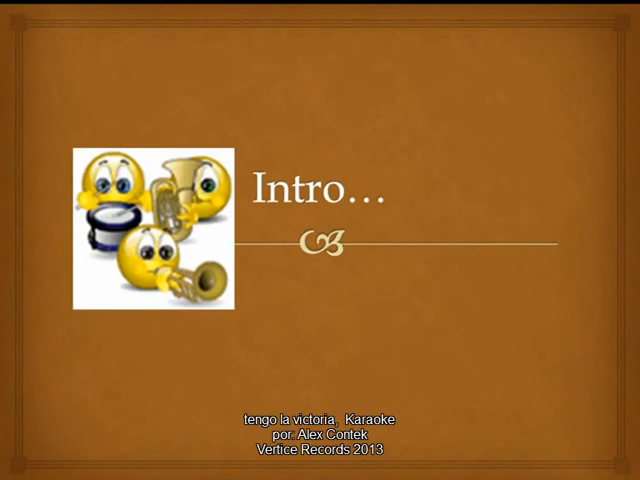 Intro…
tengo la victoria,  Karaoke
por: Alex Contek
Vertice Records 2013